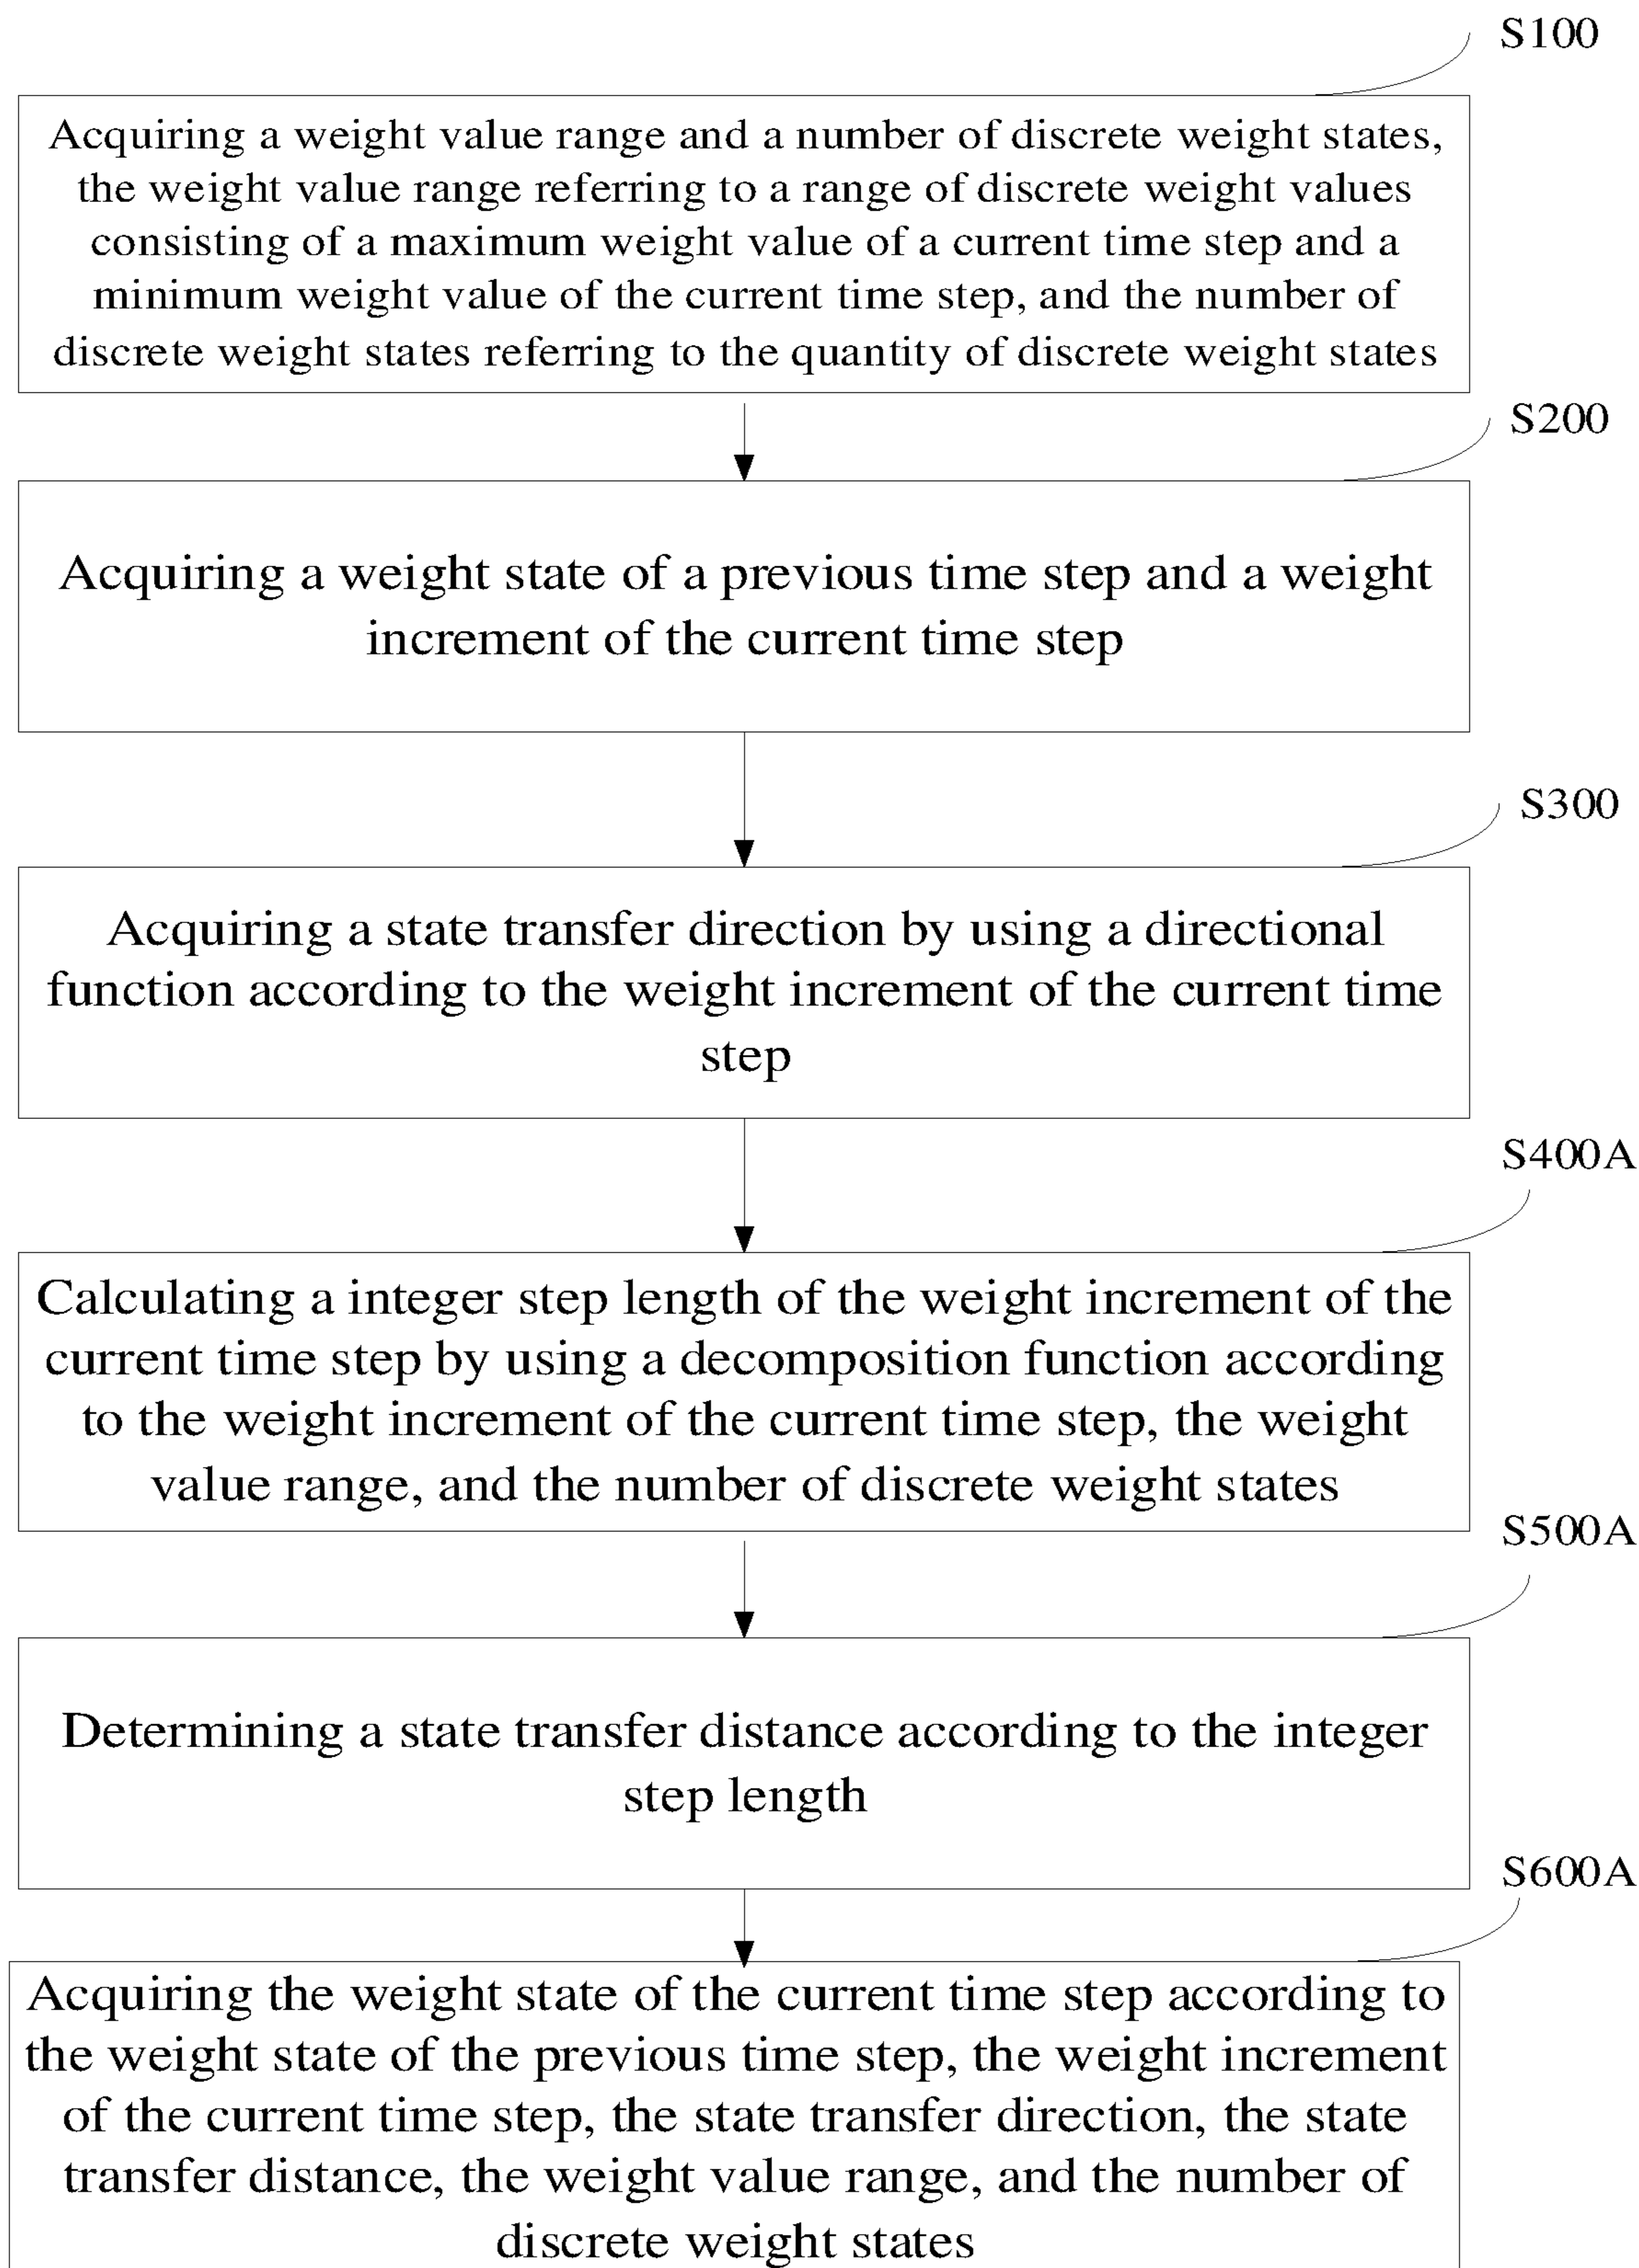 S100
Acquiring a weight value range and a number of discrete weight states,
the weight value range referring to a range of discrete weight values
consisting of a maximum weight value of a current time step and a
minimum weight value of the current time step, and the number of
discrete weight states referring to the quantity of discrete weight states
S200
Acquiring a weight state of a previous time step and a weight
increment of the current time step
S300
Acquiring a state transfer direction by using a directional
function according to the weight increment of the current time
step
S400A
Calculating a integer step length of the weight increment of the
current time step by using a decomposition function according
to the weight increment of the current time step, the weight
value range, and the number of discrete weight states
S500A
Determining a state transfer distance according to the integer
step length
S600A
Acquiring the weight state of the current time step according to
the weight state of the previous time step, the weight increment
of the current time step, the state transfer direction, the state
transfer distance, the weight value range, and the number of
discrete weight states